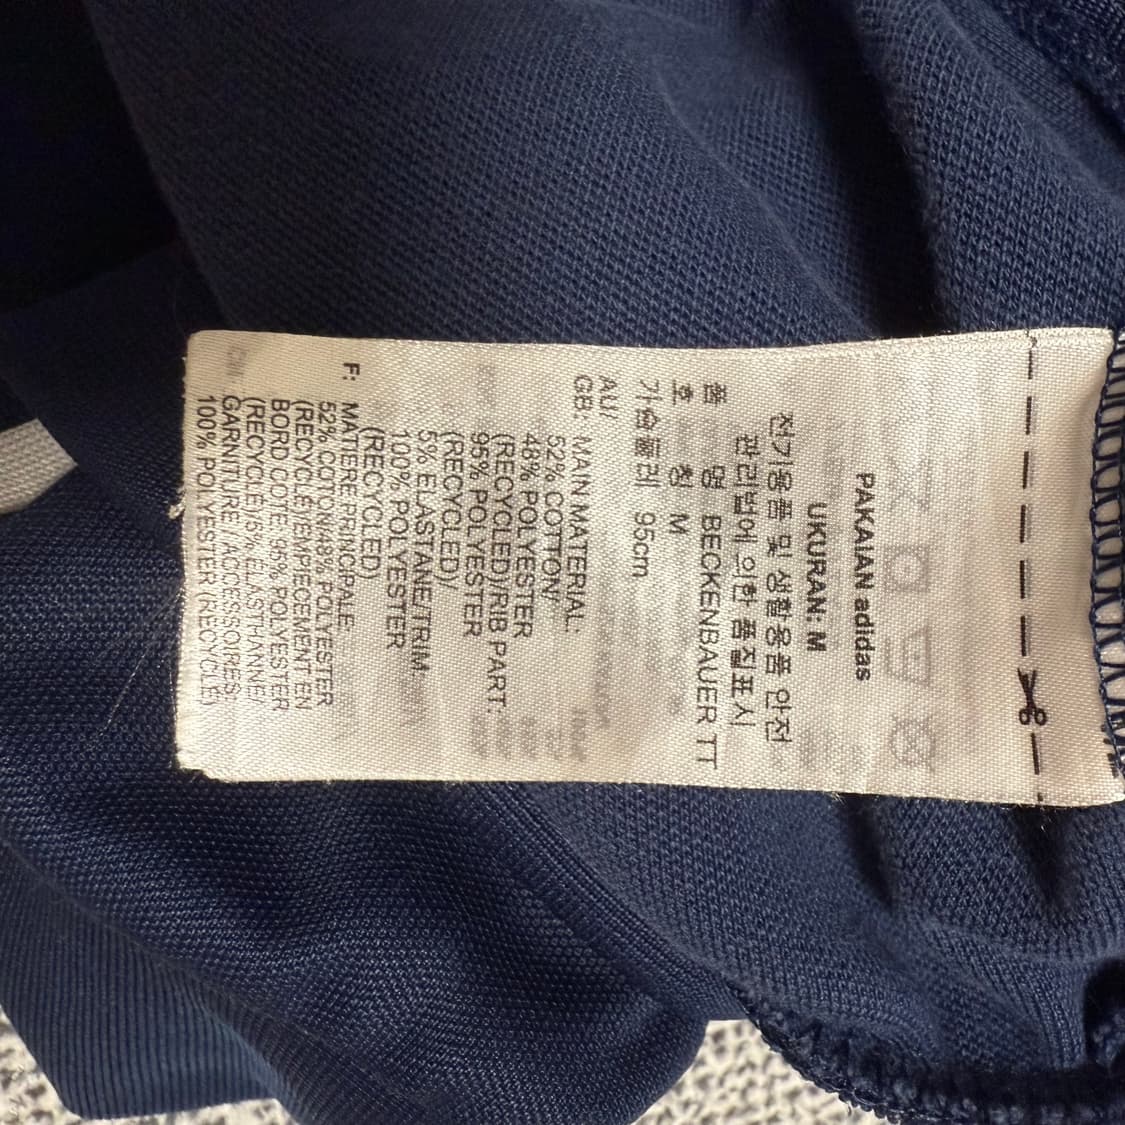 PAKAIAN adidas
UKURAN: M
전기용품 및 생활용품 안전
관리법에 의한 품질표시
품 명 BECKENBAUER TT
호 칭 M
가슴둘레 95cm
AU/
GB: MAIN MATERIAL:
52% COTTON/
48% POLYESTER
(RECYCLED)/RIB PART:
95% POLYESTER
(RECYCLED)/
5% ELASTANE/TRIM:
100% POLYESTER
(RECYCLED)
F: MATIERE PRINCIPALE:
52% COTON/48% POLYESTER
(RECYCLÉ)/EMPIECEMENT EN
BORD COTE: 95% POLYESTER
(RECYCLÉ)/5% ELASTHANNE/
GARNITURE / ACCESSOIRES:
100% POLYESTER (RECYCLÉ)